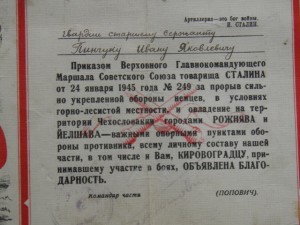 Артиллерия—это бог войны.
И. СТАЛИН.
Гвардии старшему сержанту
Пинчуку Ивану Яковлевичу
Приказом Верховного Главнокомандующего
Маршала Советского Союза товарища СТАЛИНА
от 24 января 1945 года № 249 за прорыв сильно
укрепленной обороны немцев, в условиях
горно-лесистой местности, и овладение на тер-
ритории Чехословакии городами РОЖНЯВА и
ЙЕЛШАВА—важными опорными пунктами обо-
роны противника, всему личному составу нашей
части, в том числе и Вам, КИРОВОГРАДЦУ, при-
нимавшему участие в боях, ОБЪЯВЛЕНА БЛАГО-
ДАРНОСТЬ.
Командир части
(ПОПОВИЧ).